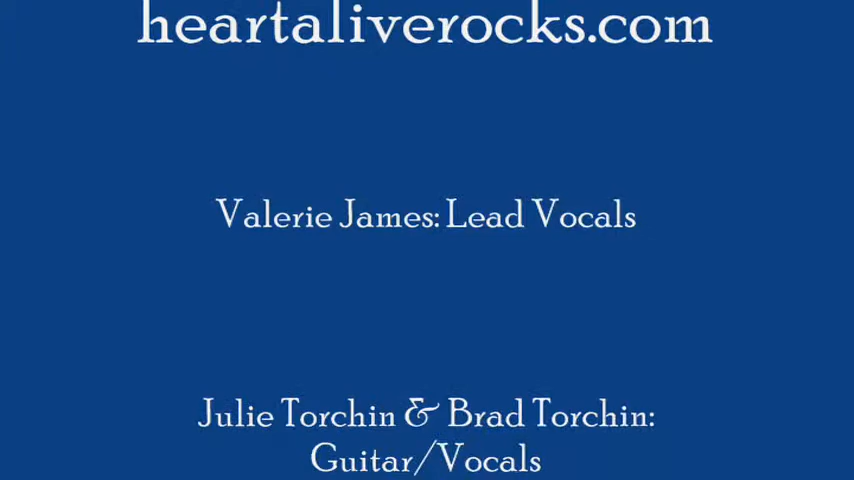 heartaliverocks.com
Valerie James: Lead Vocals
Julie Torchin & Brad Torchin:
Guitar/Vocals